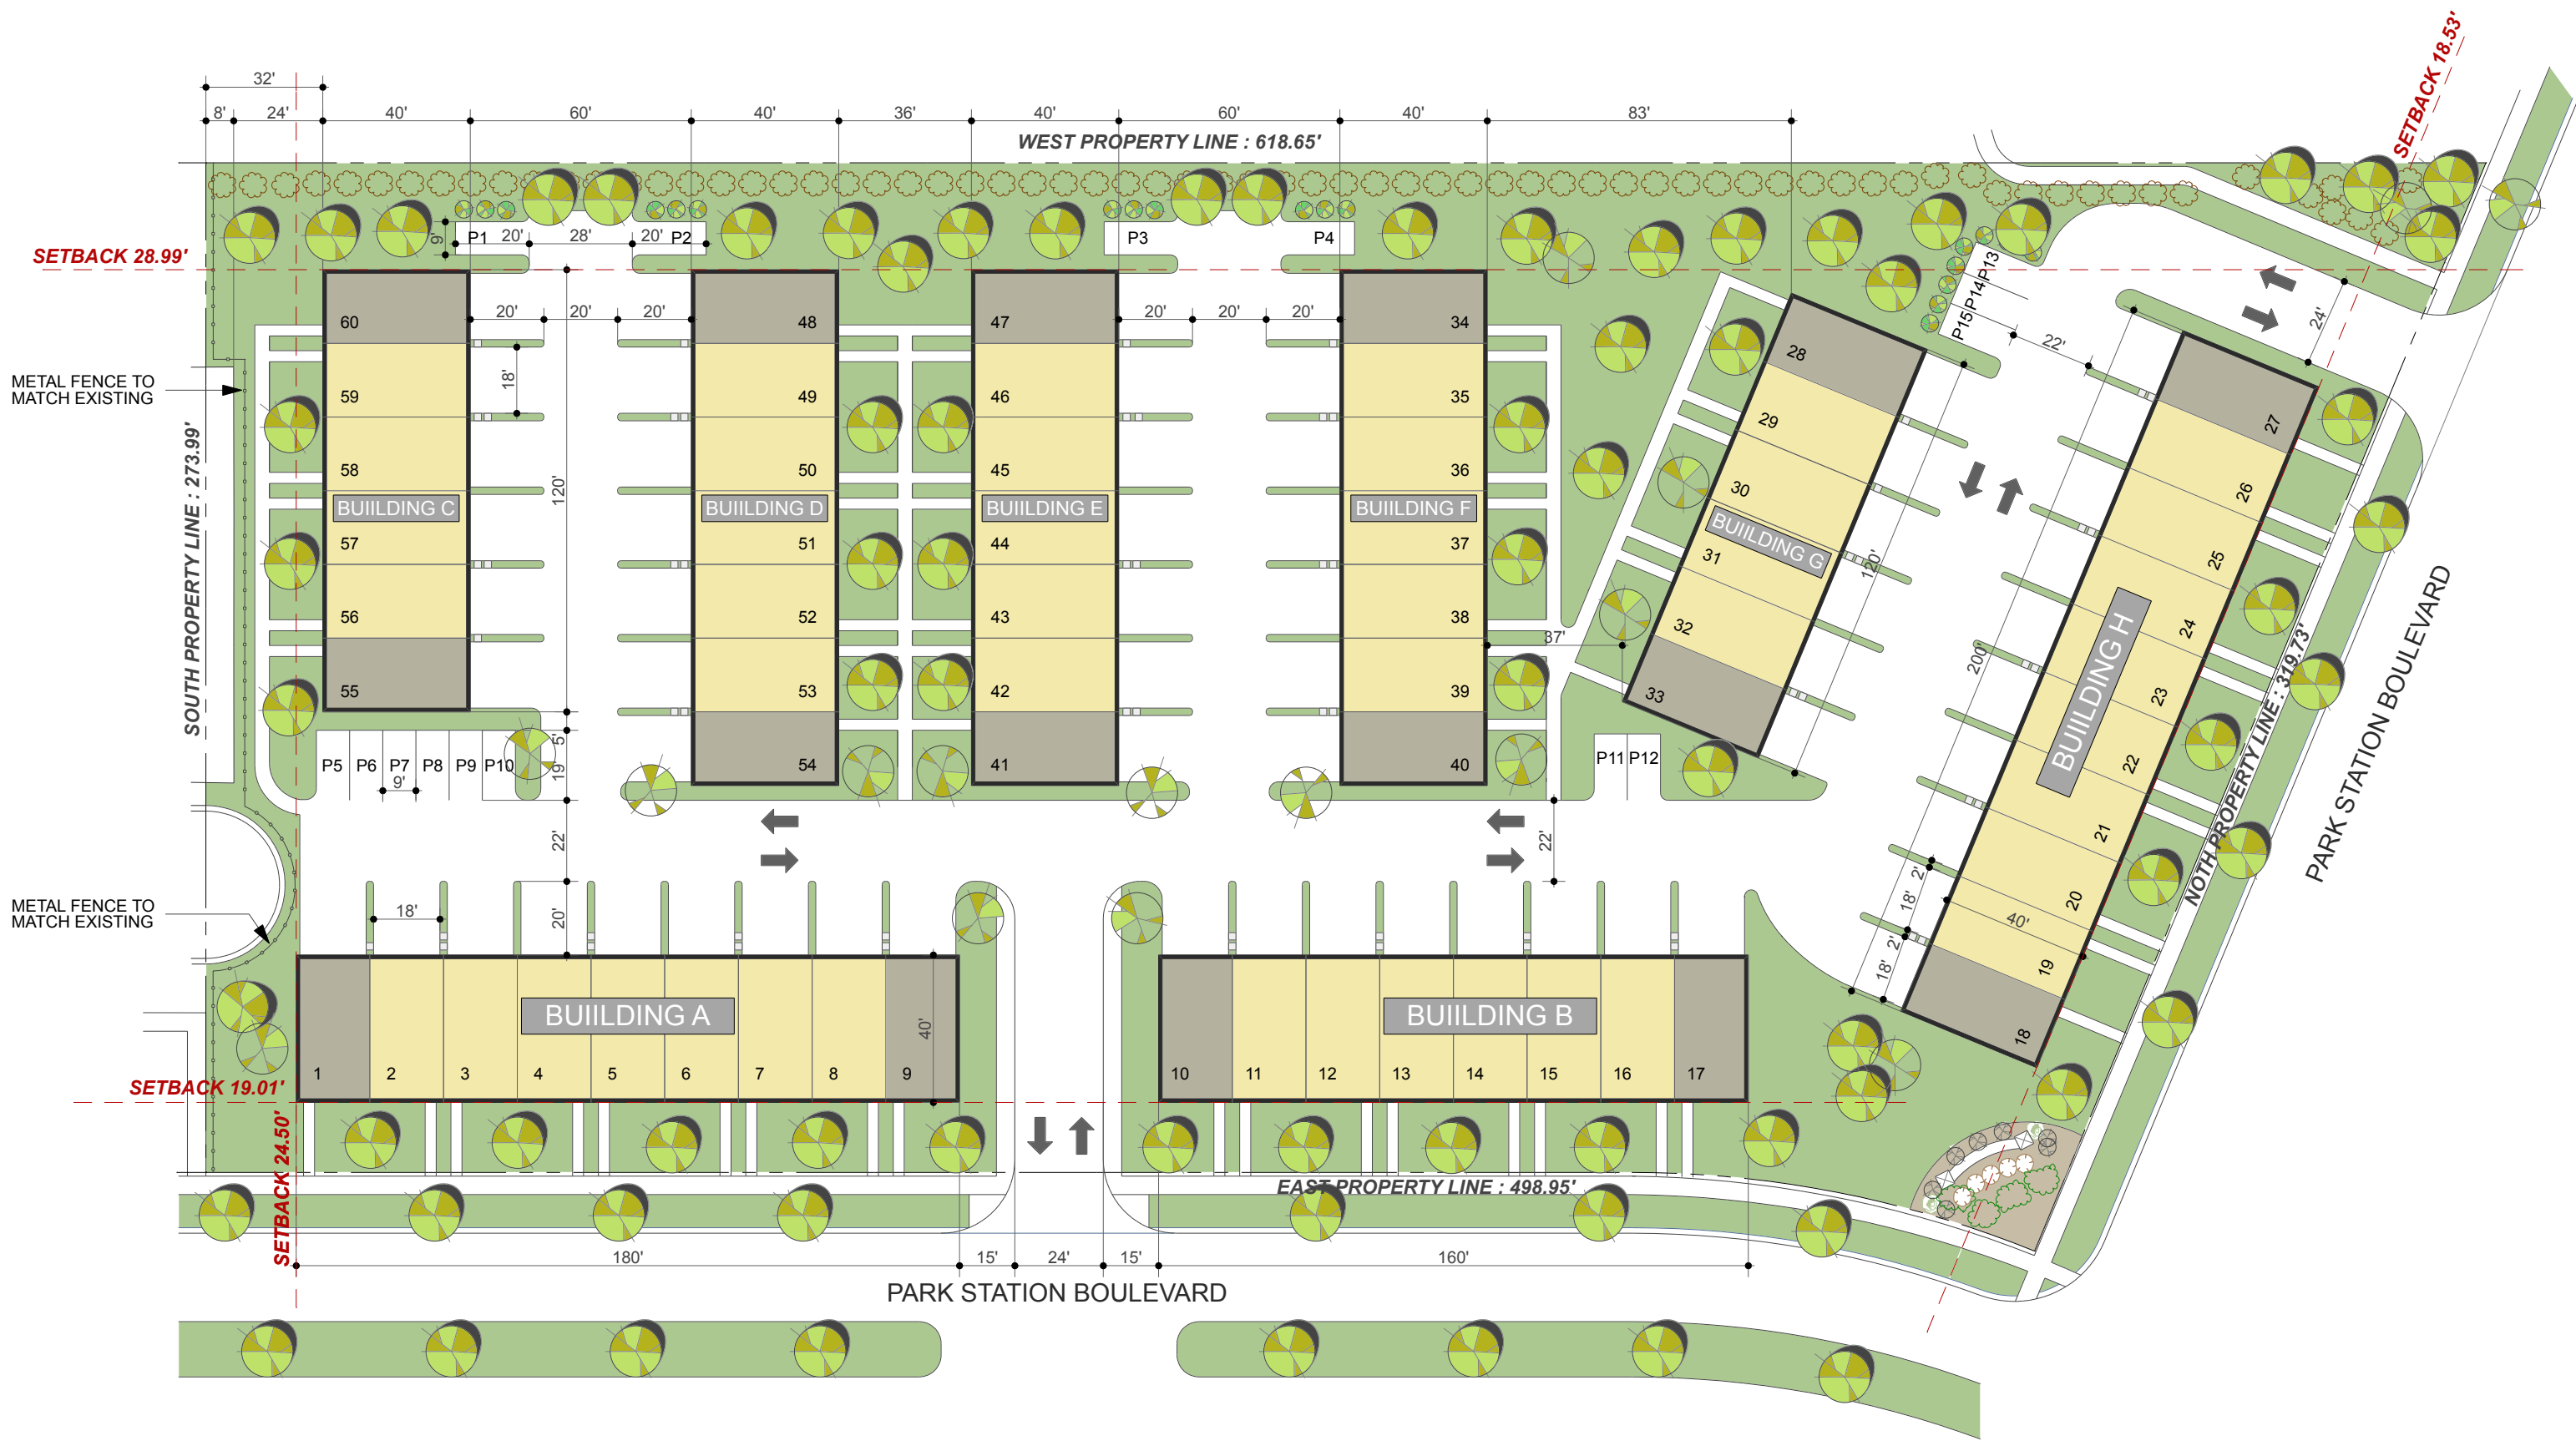 SETBACK 18.53'
32'
8' 24' 40' 60' 40' 36' 40' 60' 40' 83'
WEST PROPERTY LINE : 618.65'
P1 20' 28' 20' P2 P3 P4
9'
SETBACK 28.99'
P13
P14
P15
24'
22'
60 20' 20' 20' 48 47 20' 20' 20' 34
28
METAL FENCE TO
MATCH EXISTING
59 18' 49 46 35
29
27
58 50 45 36
30
26
BUIILDING C
120'
BUIILDING D
BUIILDING E
BUIILDING F
BUIILDING G
57 51 44 37
31
120'
25
SOUTH PROPERTY LINE : 273.99'
56 52 43 38
37'
32
24
200'
BUIILDING H
NOTH PROPERTY LINE : 319.73'
PARK STATION BOULEVARD
55 53 42 39
33
23
5'
19'
P5 P6 P7 P8 P9 P10
9'
54 41 40
P11 P12
22
22'
22'
21
METAL FENCE TO
MATCH EXISTING
18'
20'
2'
18'
2'
18'
40'
20
19
18
BUIILDING A
40'
BUIILDING B
1 2 3 4 5 6 7 8 9 10 11 12 13 14 15 16 17
SETBACK 19.01'
SETBACK 24.50'
EAST PROPERTY LINE : 498.95'
180' 15' 24' 15' 160'
PARK STATION BOULEVARD